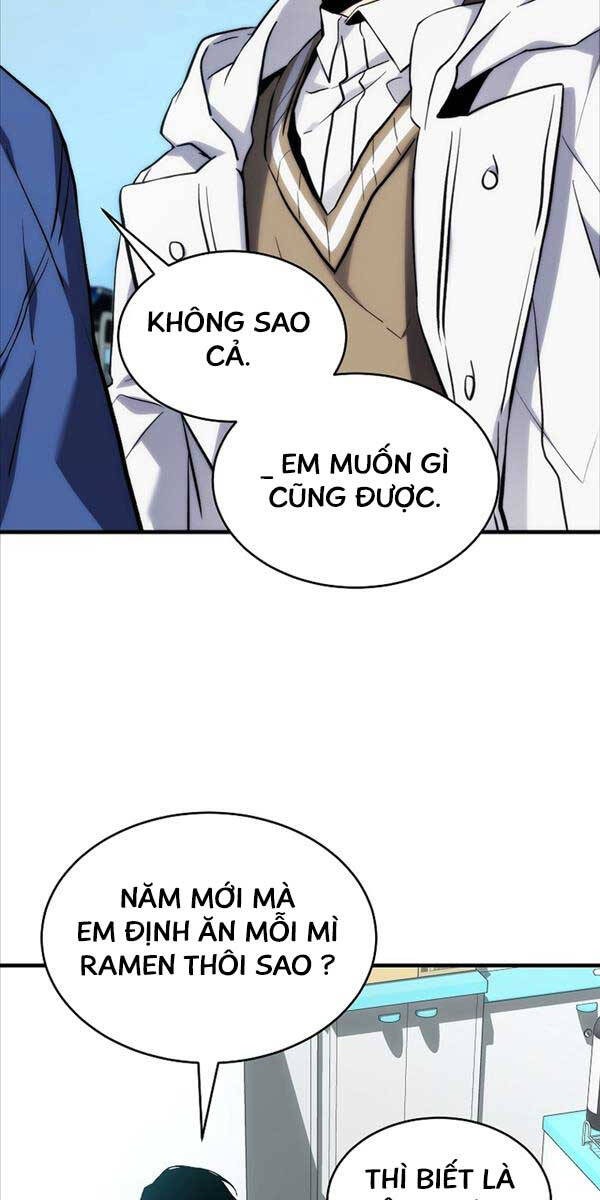 KHÔNG SAO
CẢ.
_ EM MUỐN GÌ
CŨNG ĐƯỢC.
NĂM MỚI MÀ
EM ĐỊNH ĂN MỖI MÌ
RAMEN THÔI SAO ?
THÌ BIẾT LÀ